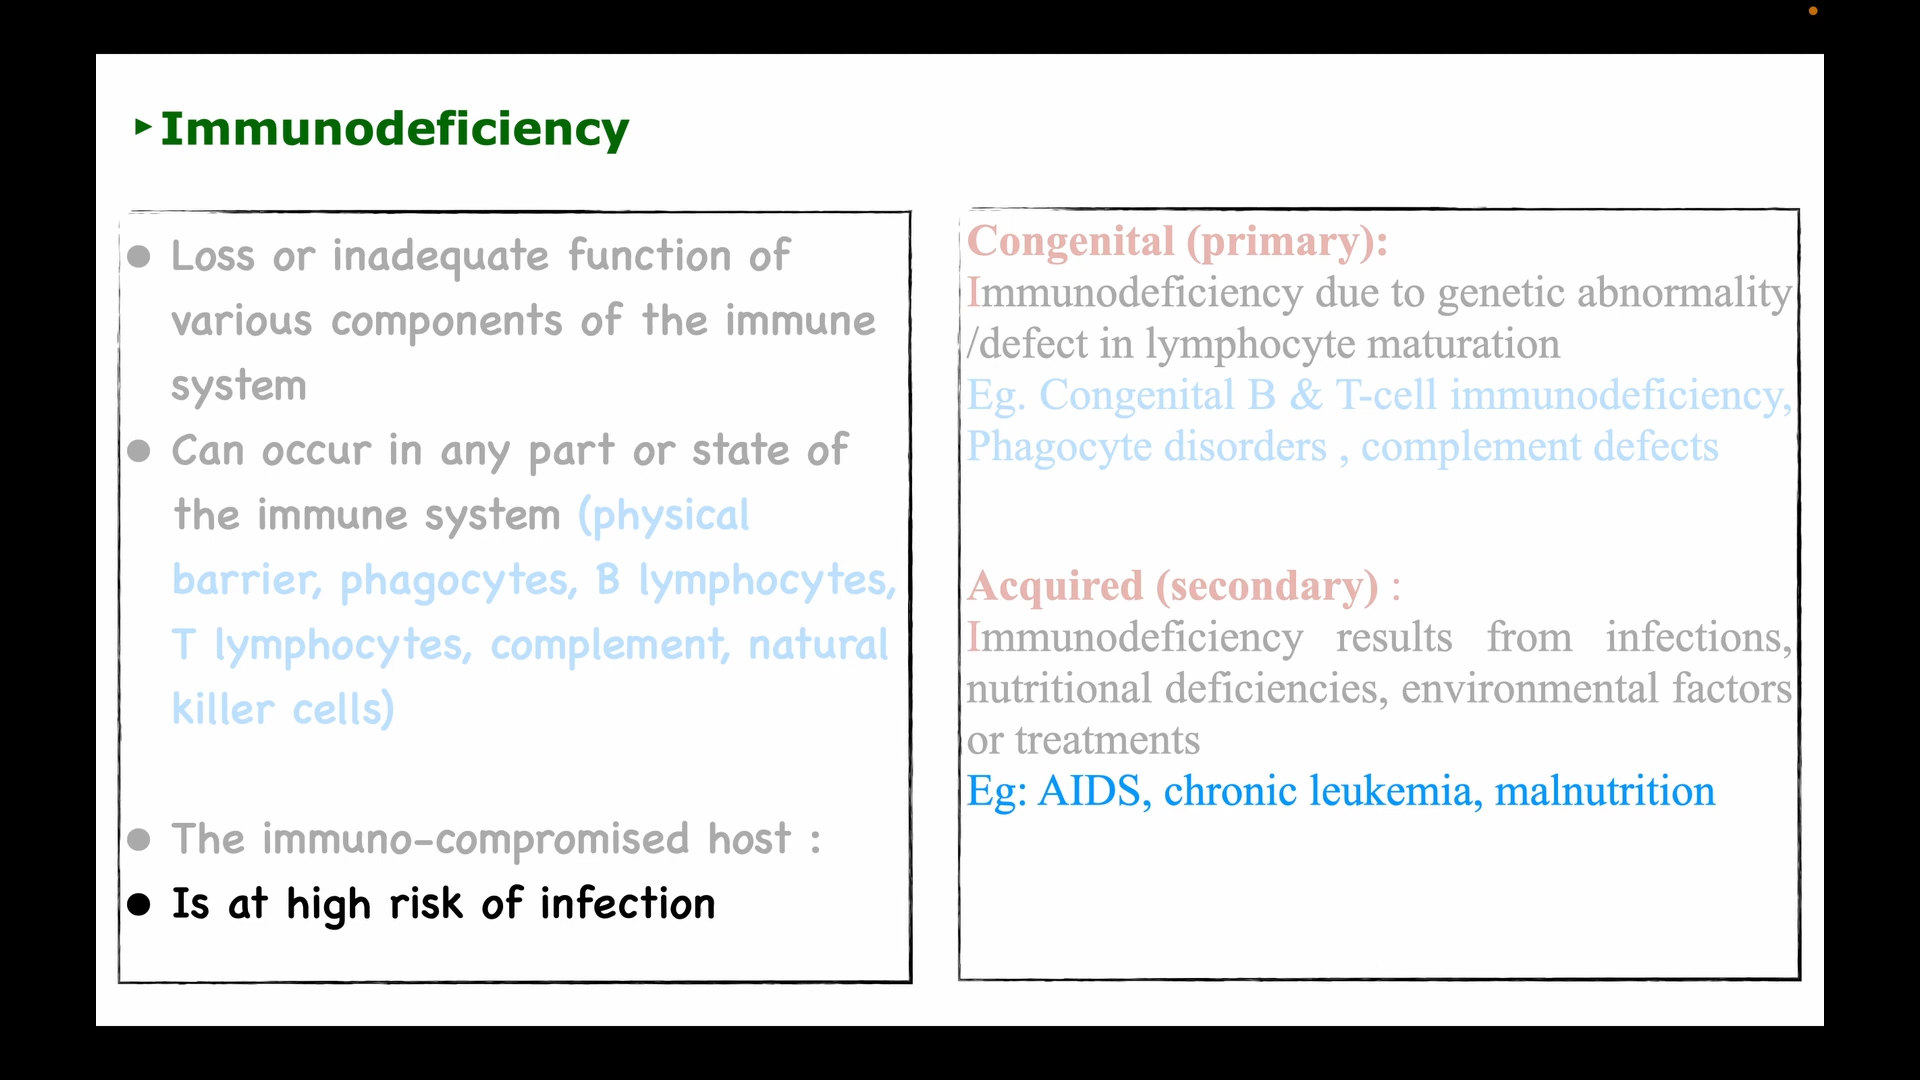 ▸Immunodeficiency
● Loss or inadequate function of
various components of the immune
system
● Can occur in any part or state of
the immune system (physical
barrier, phagocytes, B lymphocytes,
T lymphocytes, complement, natural
killer cells)
● The immuno-compromised host :
● Is at high risk of infection
Congenital (primary):
Immunodeficiency due to genetic abnormality
/defect in lymphocyte maturation
Eg. Congenital B & T-cell immunodeficiency,
Phagocyte disorders , complement defects
Acquired (secondary) :
Immunodeficiency results from infections,
nutritional deficiencies, environmental factors
or treatments
Eg: AIDS, chronic leukemia, malnutrition